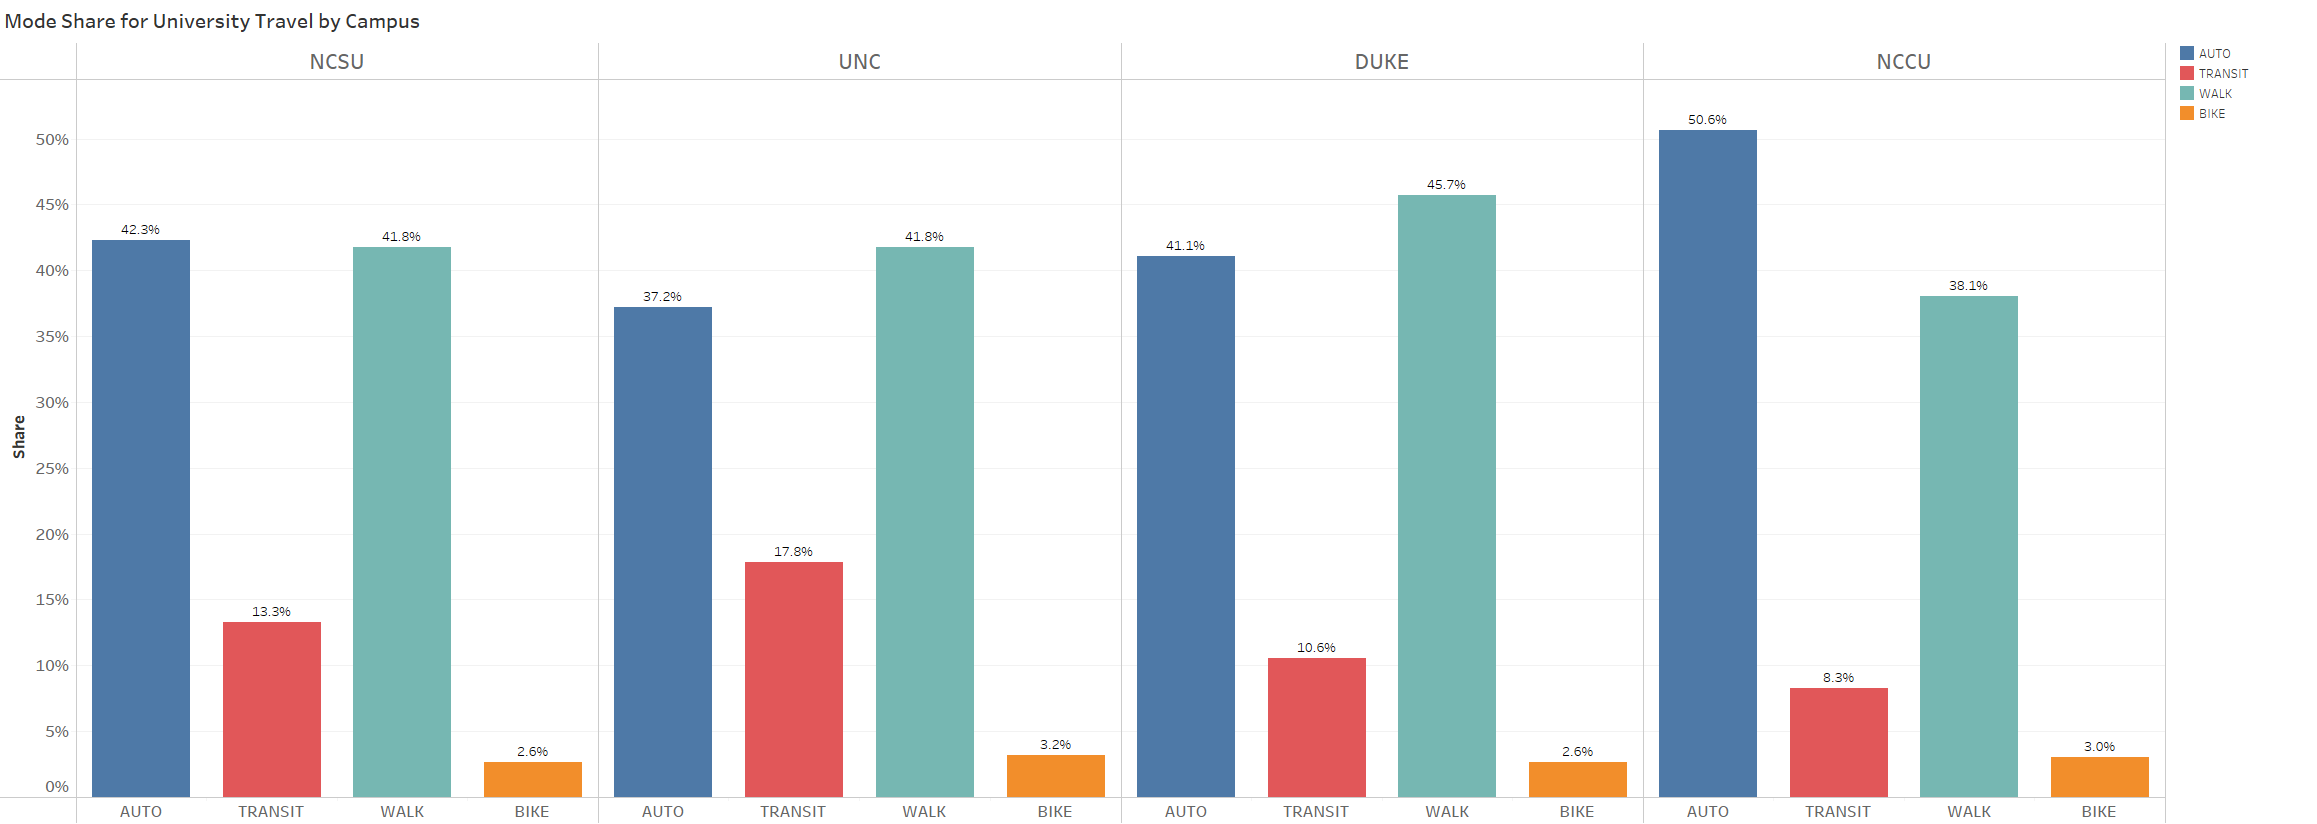 Mode Share for University Travel by Campus
NCSU UNC DUKE NCCU
AUTO
TRANSIT
WALK
BIKE
Share
50%
45%
40%
35%
30%
25%
20%
15%
10%
5%
0%
42.3% 13.3% 41.8% 2.6%
37.2% 17.8% 41.8% 3.2%
41.1% 10.6% 45.7% 2.6%
50.6% 8.3% 38.1% 3.0%
AUTO TRANSIT WALK BIKE AUTO TRANSIT WALK BIKE AUTO TRANSIT WALK BIKE AUTO TRANSIT WALK BIKE